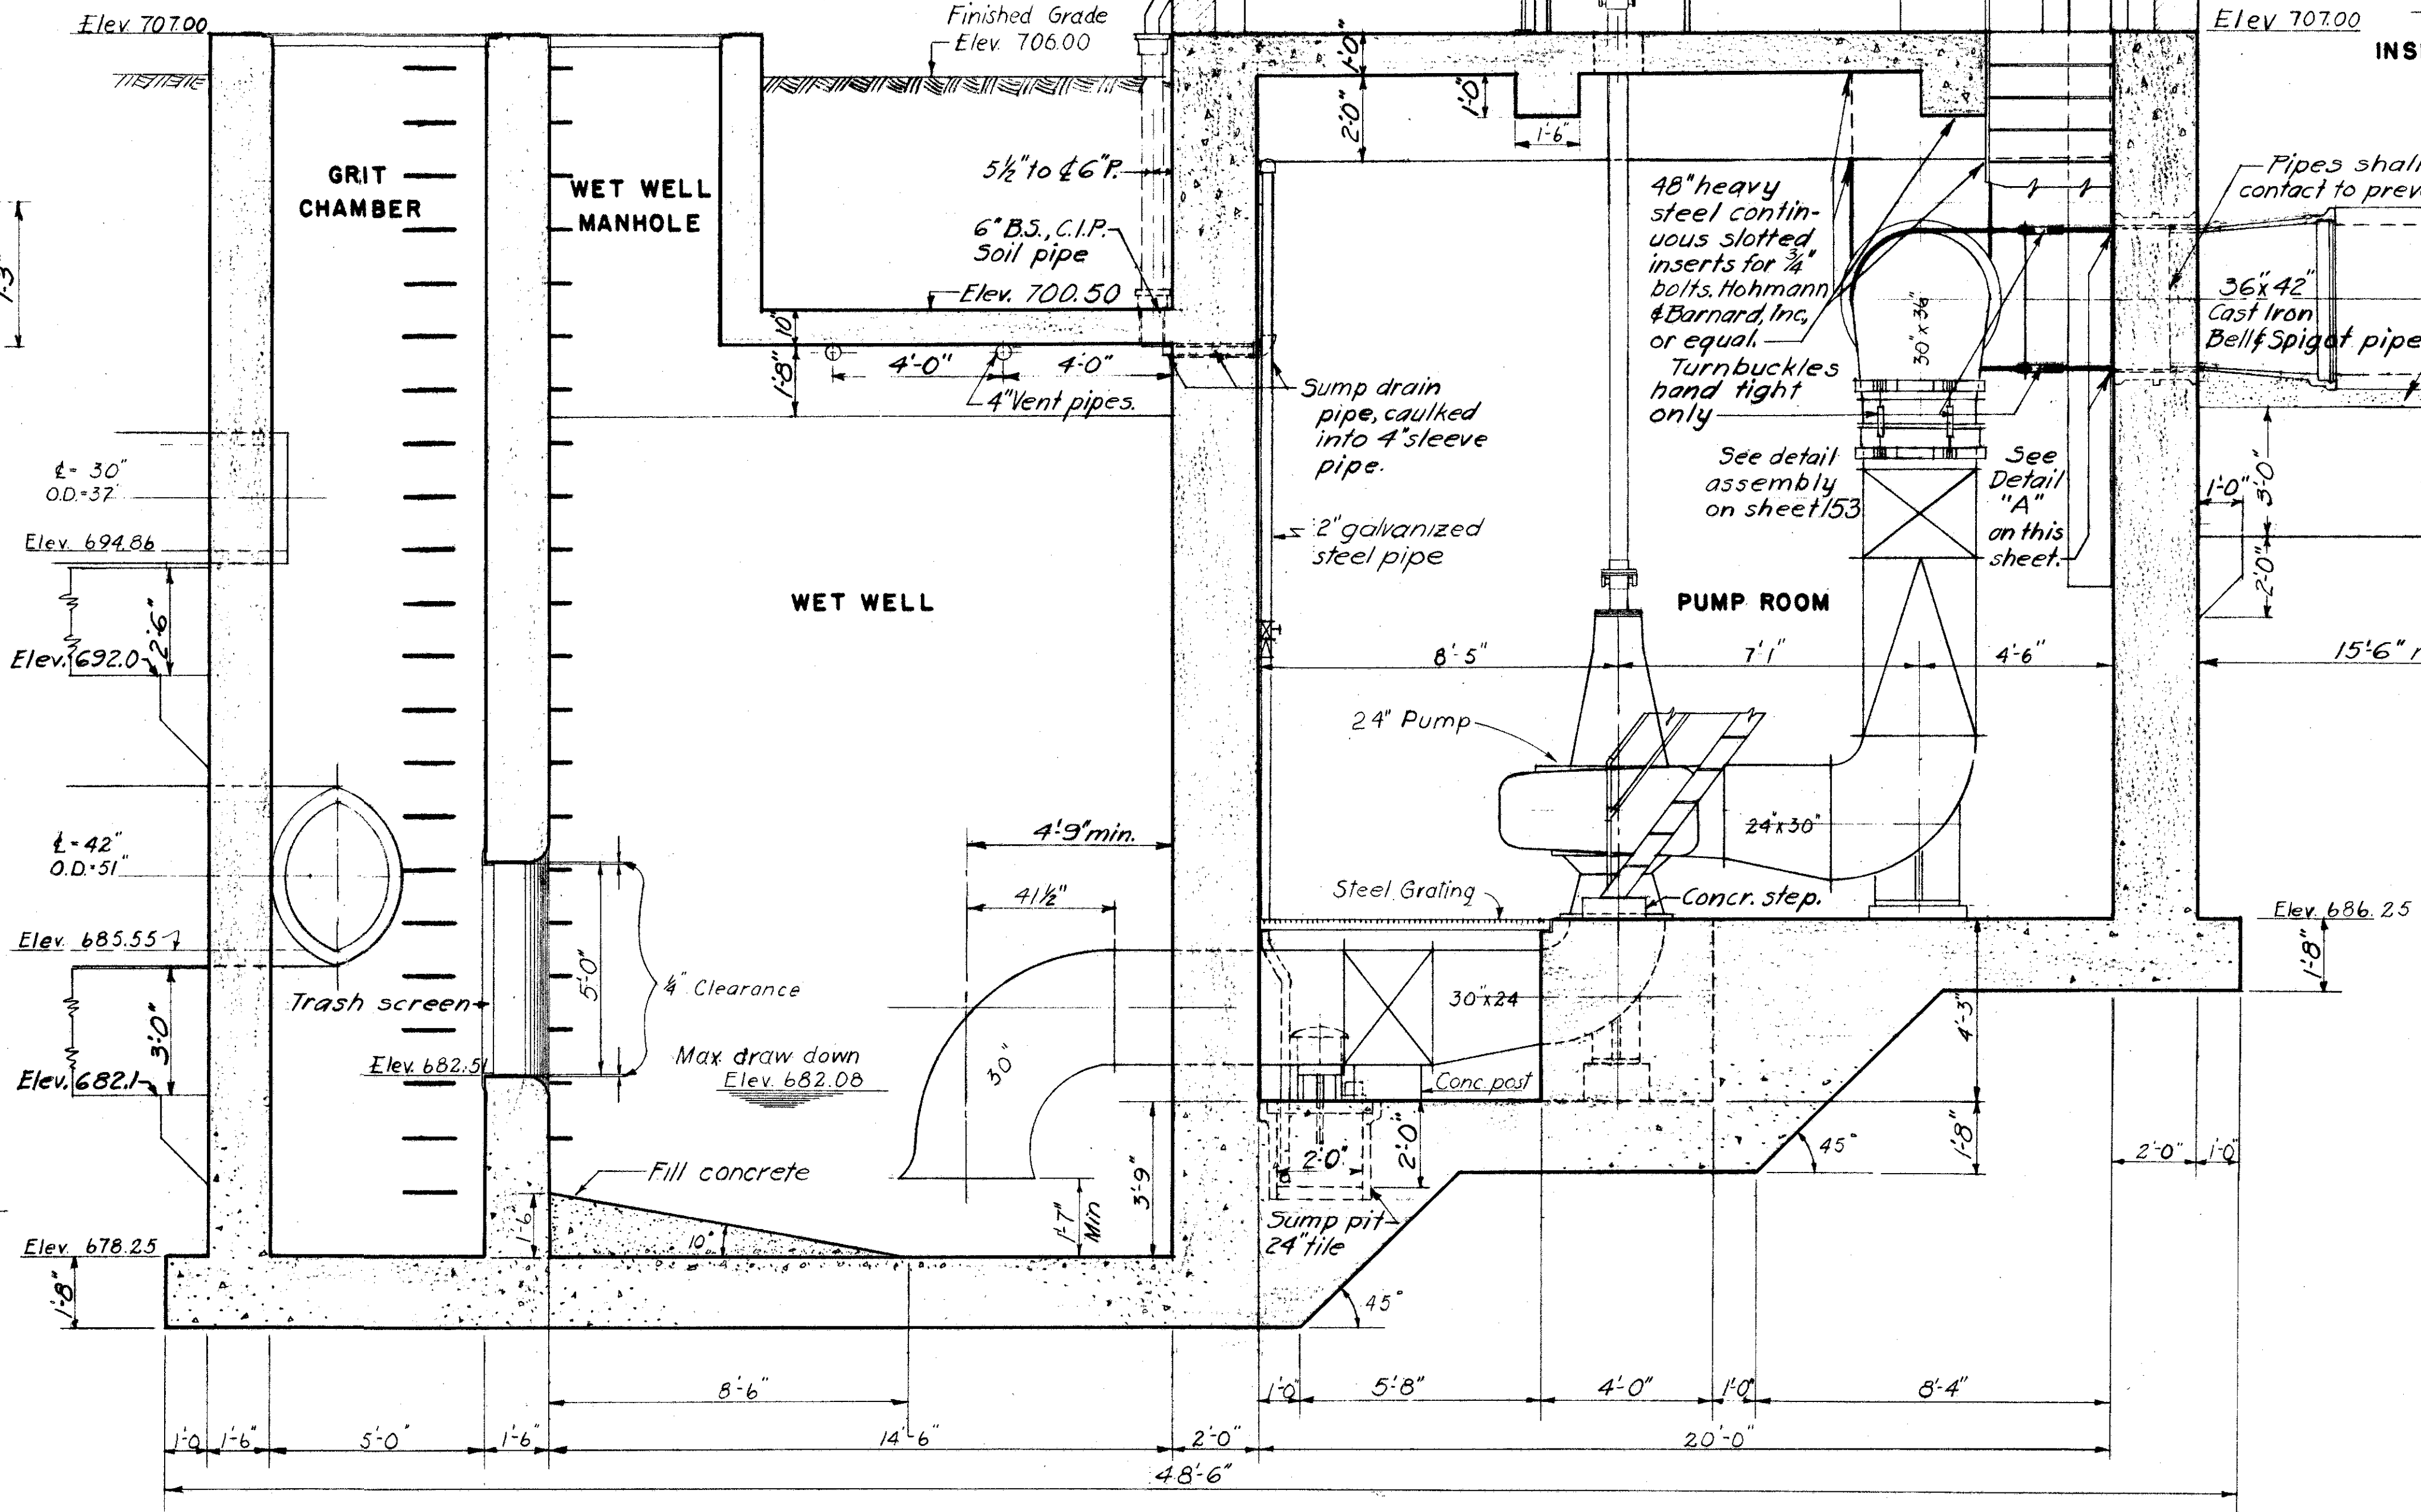 Elev. 707.00
Finished Grade
Elev. 706.00
Elev 707.00
INS
1'-0"
2'-0"
1'-0"
1'-6"
GRIT
CHAMBER
WET WELL
MANHOLE
5½" to ℄ 6" P.
6" B.S., C.I.P.
Soil pipe
Elev. 700.50
1'-3"
10"
1'-8"
4'-0"
4'-0"
4" Vent pipes.
Sump drain
pipe, caulked
into 4" sleeve
pipe.
2" galvanized
steel pipe
48" heavy
steel contin-
uous slotted
inserts for ¾"
bolts. Hohmann
& Barnard, Inc,
or equal.
Turnbuckles
hand tight
only
See detail
assembly
on sheet 153
See
Detail
"A"
on this
sheet.
30" x 36"
Pipes shall
contact to prev
36" x 42"
Cast Iron
Bell & Spigot pipe
1'-0"
3'-0"
2'-0"
15'-6"
℄- 30"
O.D.=37"
Elev. 694.86
2'-6"
Elev. 692.0
WET WELL
PUMP ROOM
8'-5"
7'-1"
4'-6"
24" Pump
24" x 30"
℄-42"
O.D.=51"
4'-9" min.
41½"
Steel Grating
Concr. step.
Elev. 686.25
Elev. 685.55
Trash screen
5'-0"
¼" Clearance
30" x 24
1'-8"
4'-3"
3'-0"
Elev. 682.1
Elev. 682.51
Max. draw down
Elev. 682.08
30"
Conc. post
Fill concrete
1'-6"
10°
1'-7"
Min
3'-9"
2'-0"
2'-0"
Sump pit
24" tile
45°
1'-8"
2'-0"
1'-0"
Elev. 678.25
1'-8"
45°
8'-6"
1'-0"
5'-8"
4'-0"
1'-0"
8'-4"
1'-0
1'-6"
5'-0"
1'-6"
14'-6"
2'-0"
20'-0"
48'-6"